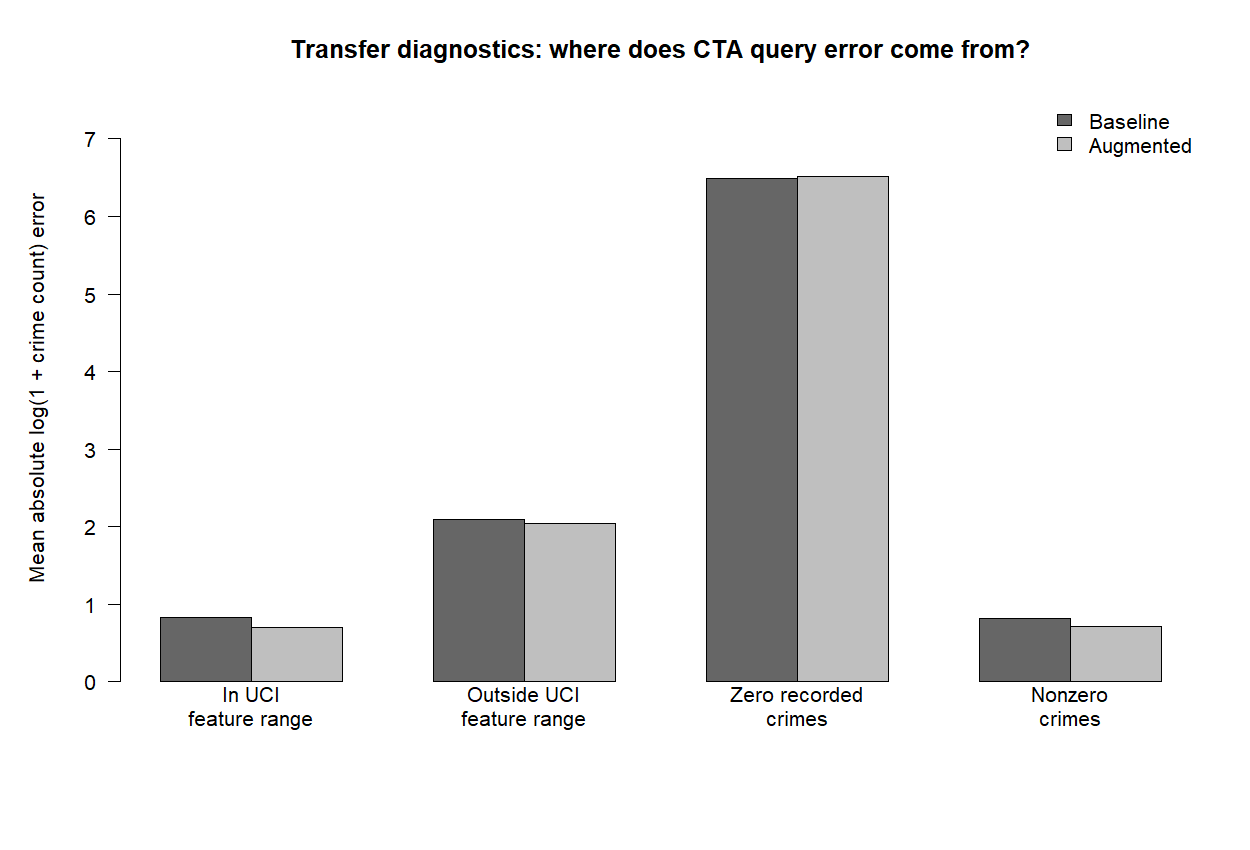 Transfer diagnostics: where does CTA query error come from?
Baseline
Augmented
Mean absolute log(1 + crime count) error
7
6
5
4
3
2
1
0
In UCI
feature range
Outside UCI
feature range
Zero recorded
crimes
Nonzero
crimes